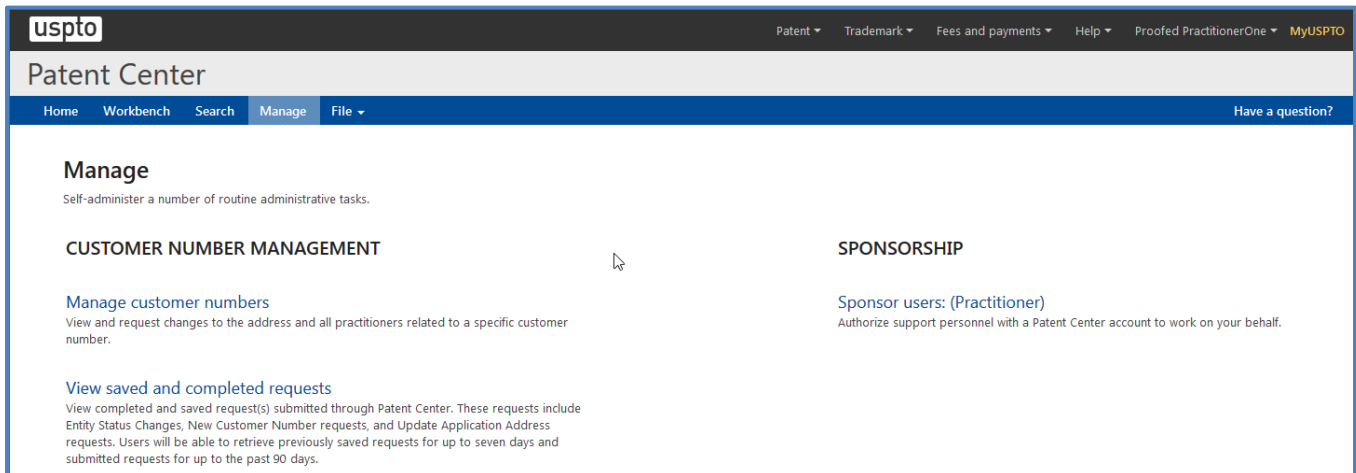 uspto
Patent Trademark Fees and payments Help Proofed PractitionerOne MyUSPTO
Patent Center
Home Workbench Search Manage File Have a question?
Manage
Self-administer a number of routine administrative tasks.
CUSTOMER NUMBER MANAGEMENT
Manage customer numbers
View and request changes to the address and all practitioners related to a specific customer
number.
View saved and completed requests
View completed and saved request(s) submitted through Patent Center. These requests include
Entity Status Changes, New Customer Number requests, and Update Application Address
requests. Users will be able to retrieve previously saved requests for up to seven days and
submitted requests for up to the past 90 days.
SPONSORSHIP
Sponsor users: (Practitioner)
Authorize support personnel with a Patent Center account to work on your behalf.